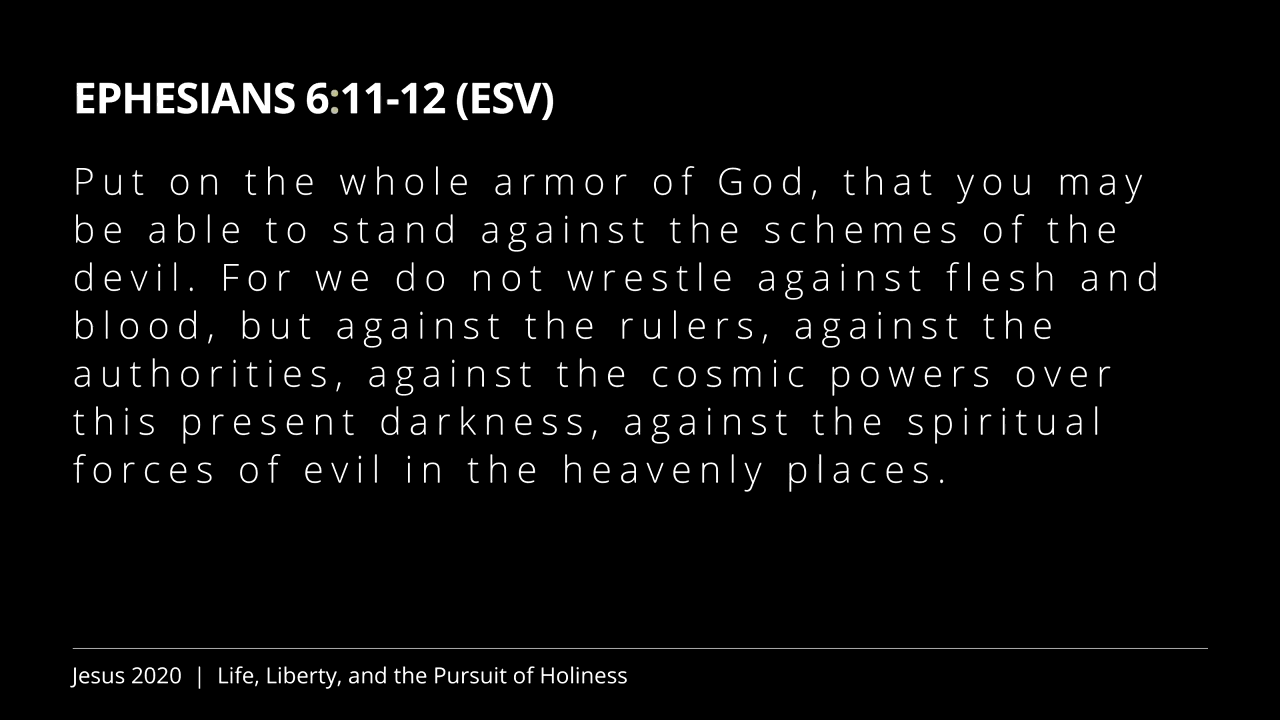 EPHESIANS 6:11-12 (ESV)
Put on the whole armor of God, that you may
be able to stand against the schemes of the
devil. For we do not wrestle against flesh and
blood, but against the rulers, against the
authorities, against the cosmic powers over
this present darkness, against the spiritual
forces of evil in the heavenly places.
Jesus 2020 | Life, Liberty, and the Pursuit of Holiness